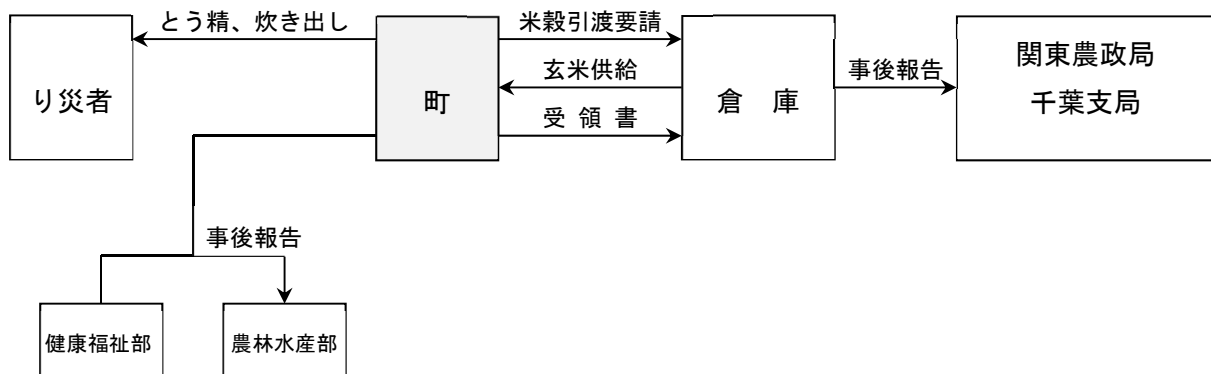 とう精、炊き出し
米穀引渡要請
り災者
町
玄米供給
倉 庫
事後報告
関東農政局
千葉支局
受 領 書
事後報告
健康福祉部
農林水産部